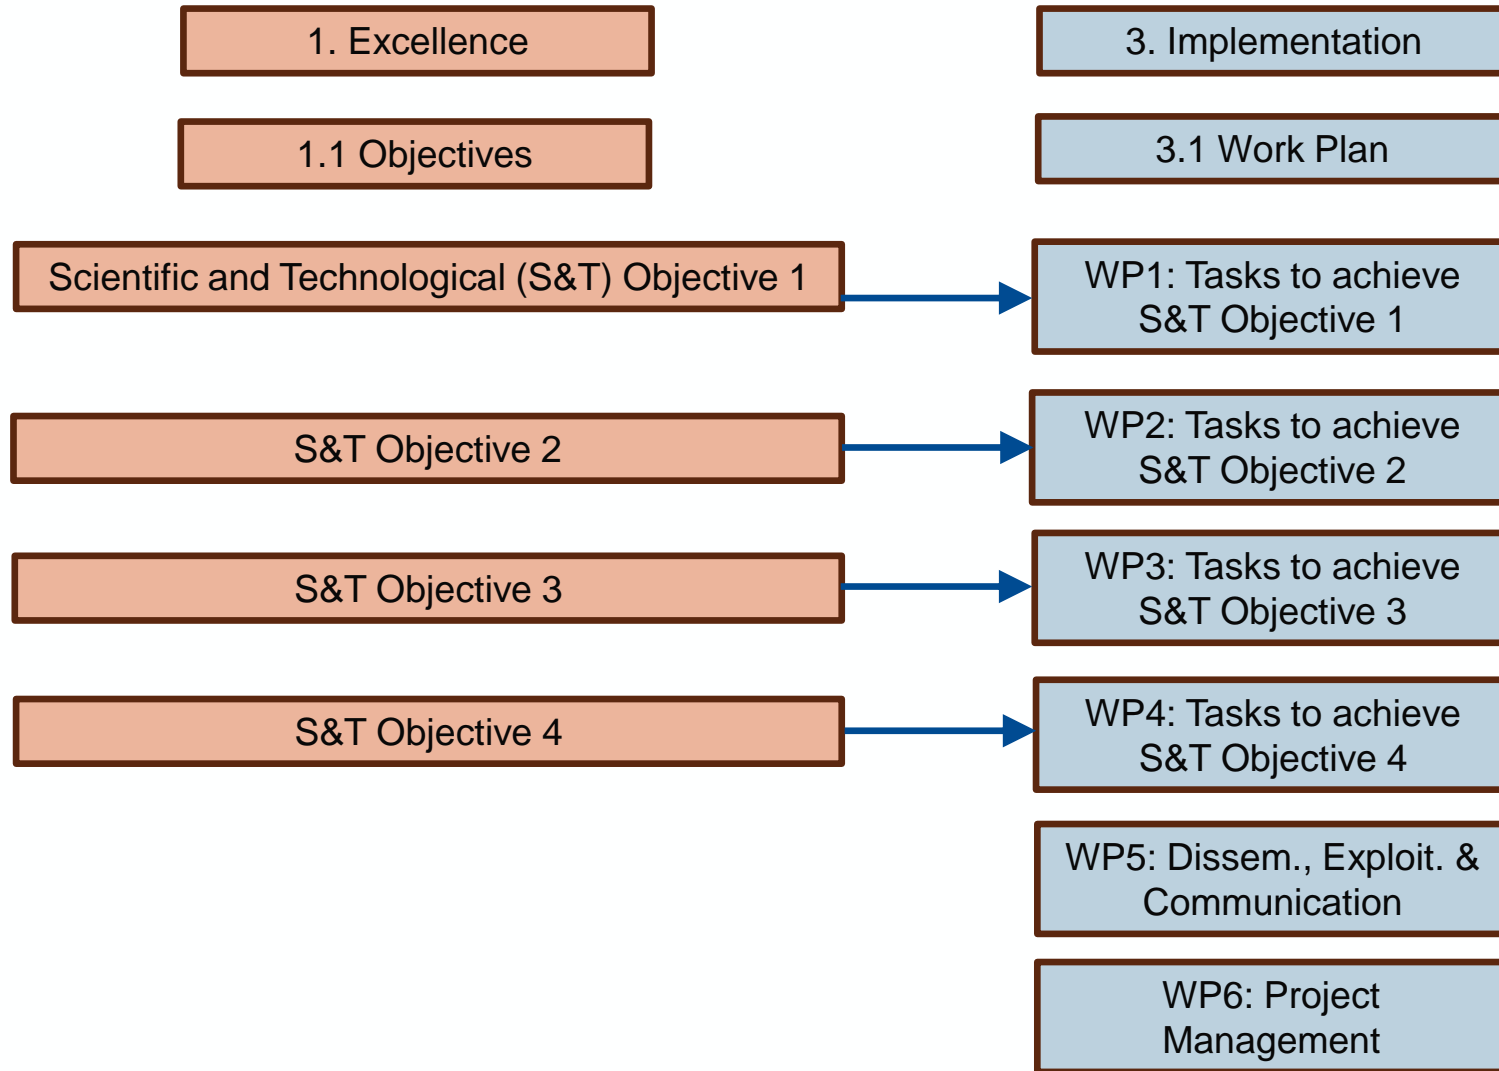 1. Excellence
3. Implementation
1.1 Objectives
3.1 Work Plan
Scientific and Technological (S&T) Objective 1
WP1: Tasks to achieve
S&T Objective 1
S&T Objective 2
WP2: Tasks to achieve
S&T Objective 2
S&T Objective 3
WP3: Tasks to achieve
S&T Objective 3
S&T Objective 4
WP4: Tasks to achieve
S&T Objective 4
WP5: Dissem., Exploit. &
Communication
WP6: Project
Management